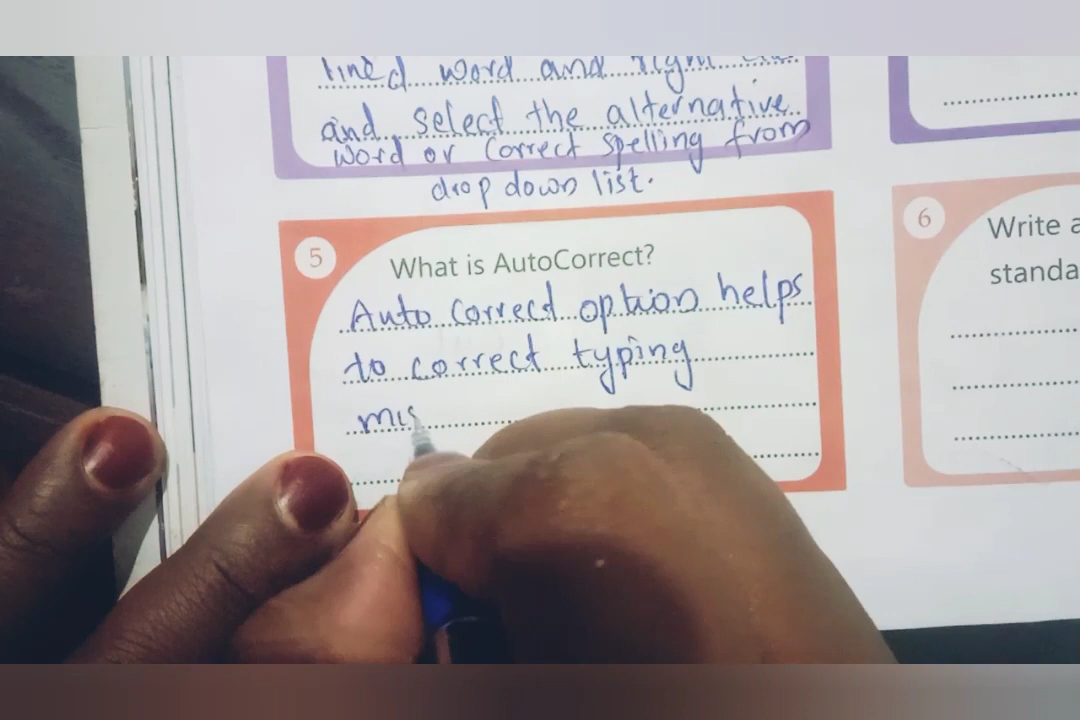 lined word and right
and select the alternative
word or correct spelling from
drop down list.
5
What is AutoCorrect?
Auto correcd option helps
to correct typing
mis
6
Write a
standa